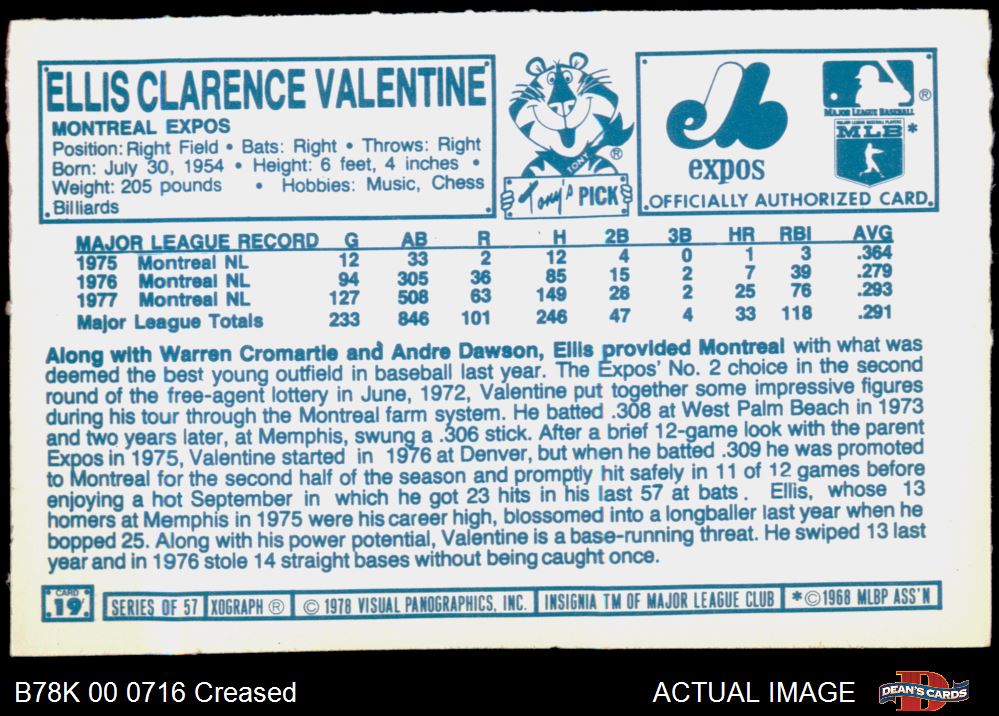 ELLIS CLARENCE VALENTINE
MONTREAL EXPOS
Position: Right Field • Bats: Right • Throws: Right
Born: July 30, 1954 • Height: 6 feet, 4 inches •
Weight: 205 pounds • Hobbies: Music, Chess
Billiards
TONY
®
Tony's PICK
expos
®
MAJOR LEAGUE BASEBALL
MAJOR LEAGUE BASEBALL PLAYERS
MLB *
OFFICIALLY AUTHORIZED CARD
MAJOR LEAGUE RECORD G AB R H 2B 3B HR RBI AVG
1975 Montreal NL 12 33 2 12 4 0 1 3 .364
1976 Montreal NL 94 305 36 85 15 2 7 39 .279
1977 Montreal NL 127 508 63 149 28 2 25 76 .293
Major League Totals 233 846 101 246 47 4 33 118 .291
Along with Warren Cromartie and Andre Dawson, Ellis provided Montreal with what was
deemed the best young outfield in baseball last year. The Expos' No. 2 choice in the second
round of the free-agent lottery in June, 1972, Valentine put together some impressive figures
during his tour through the Montreal farm system. He batted .308 at West Palm Beach in 1973
and two years later, at Memphis, swung a .306 stick. After a brief 12-game look with the parent
Expos in 1975, Valentine started in 1976 at Denver, but when he batted .309 he was promoted
to Montreal for the second half of the season and promptly hit safely in 11 of 12 games before
enjoying a hot September in which he got 23 hits in his last 57 at bats. Ellis, whose 13
homers at Memphis in 1975 were his career high, blossomed into a longballer last year when he
bopped 25. Along with his power potential, Valentine is a base-running threat. He swiped 13 last
year and in 1976 stole 14 straight bases without being caught once.
CARD
19
SERIES OF 57 XOGRAPH ® © 1978 VISUAL PANOGRAPHICS, INC. INSIGNIA TM OF MAJOR LEAGUE CLUB *©1968 MLBP ASS'N
B78K 00 0716 Creased ACTUAL IMAGE DEAN'S CARDS